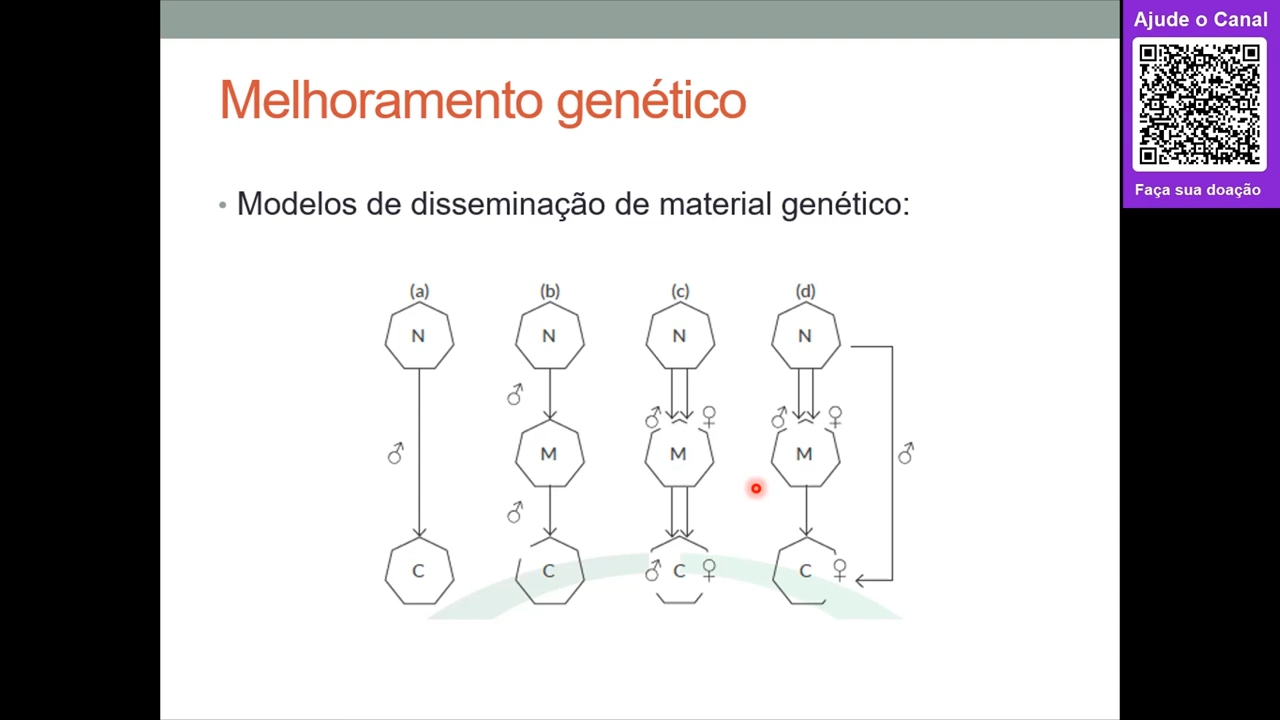 Ajude o Canal
Faça sua doação
Melhoramento genético
• Modelos de disseminação de material genético:
(a) (b) (c) (d)
N N N N
♂
♂ ♀ ♂ ♀
♂ M M M ♂
♂
C C ♂ C ♀ C ♀